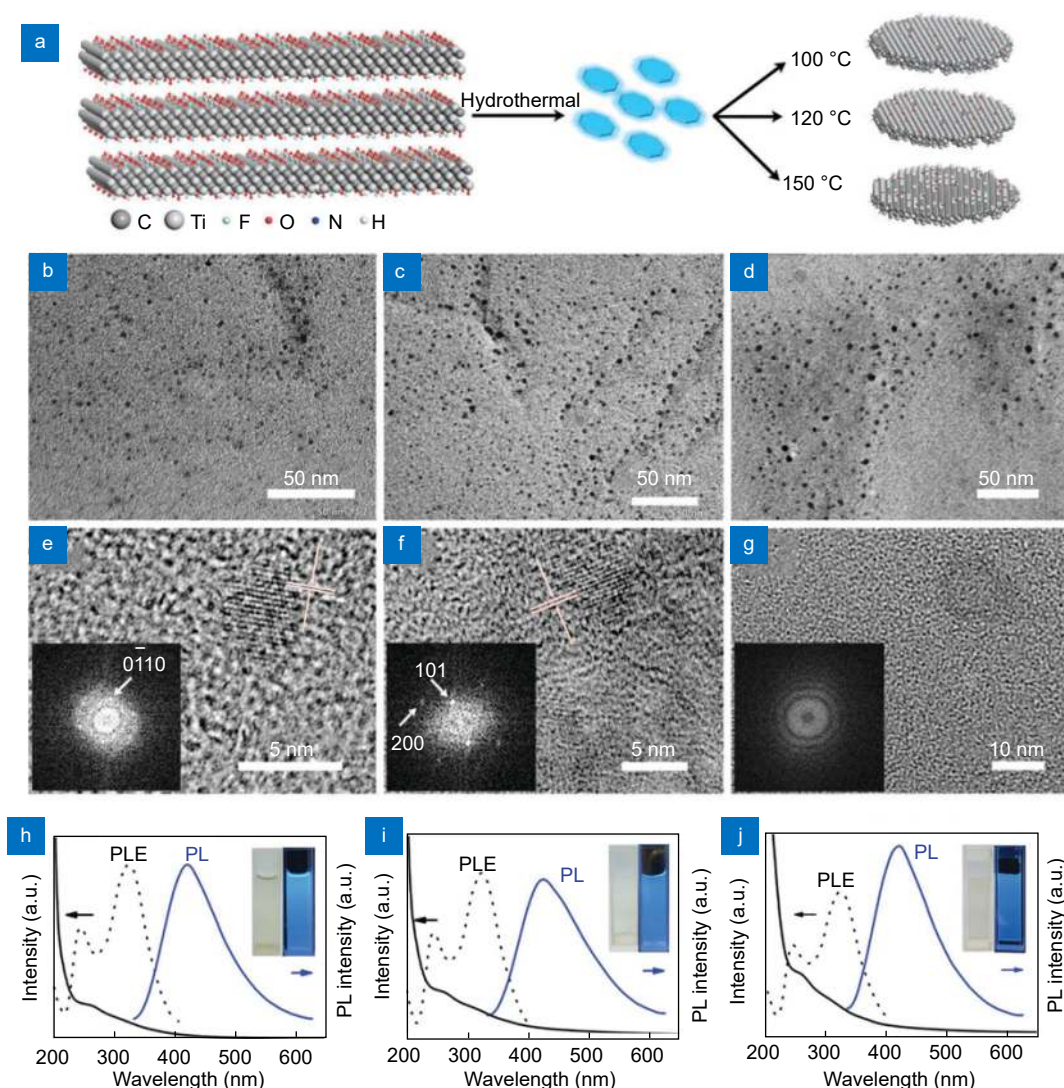 a
Hydrothermal
100 °C
120 °C
150 °C
C Ti F O N H
b
50 nm
c
50 nm
d
50 nm
e
01̅10
5 nm
f
101
200
5 nm
g
10 nm
h
PLE
PL
Intensity (a.u.)
PL intensity (a.u.)
200 300 400 500 600
Wavelength (nm)
i
PLE
PL
Intensity (a.u.)
PL intensity (a.u.)
200 300 400 500 600
Wavelength (nm)
j
PLE
PL
Intensity (a.u.)
PL intensity (a.u.)
200 300 400 500 600
Wavelength (nm)